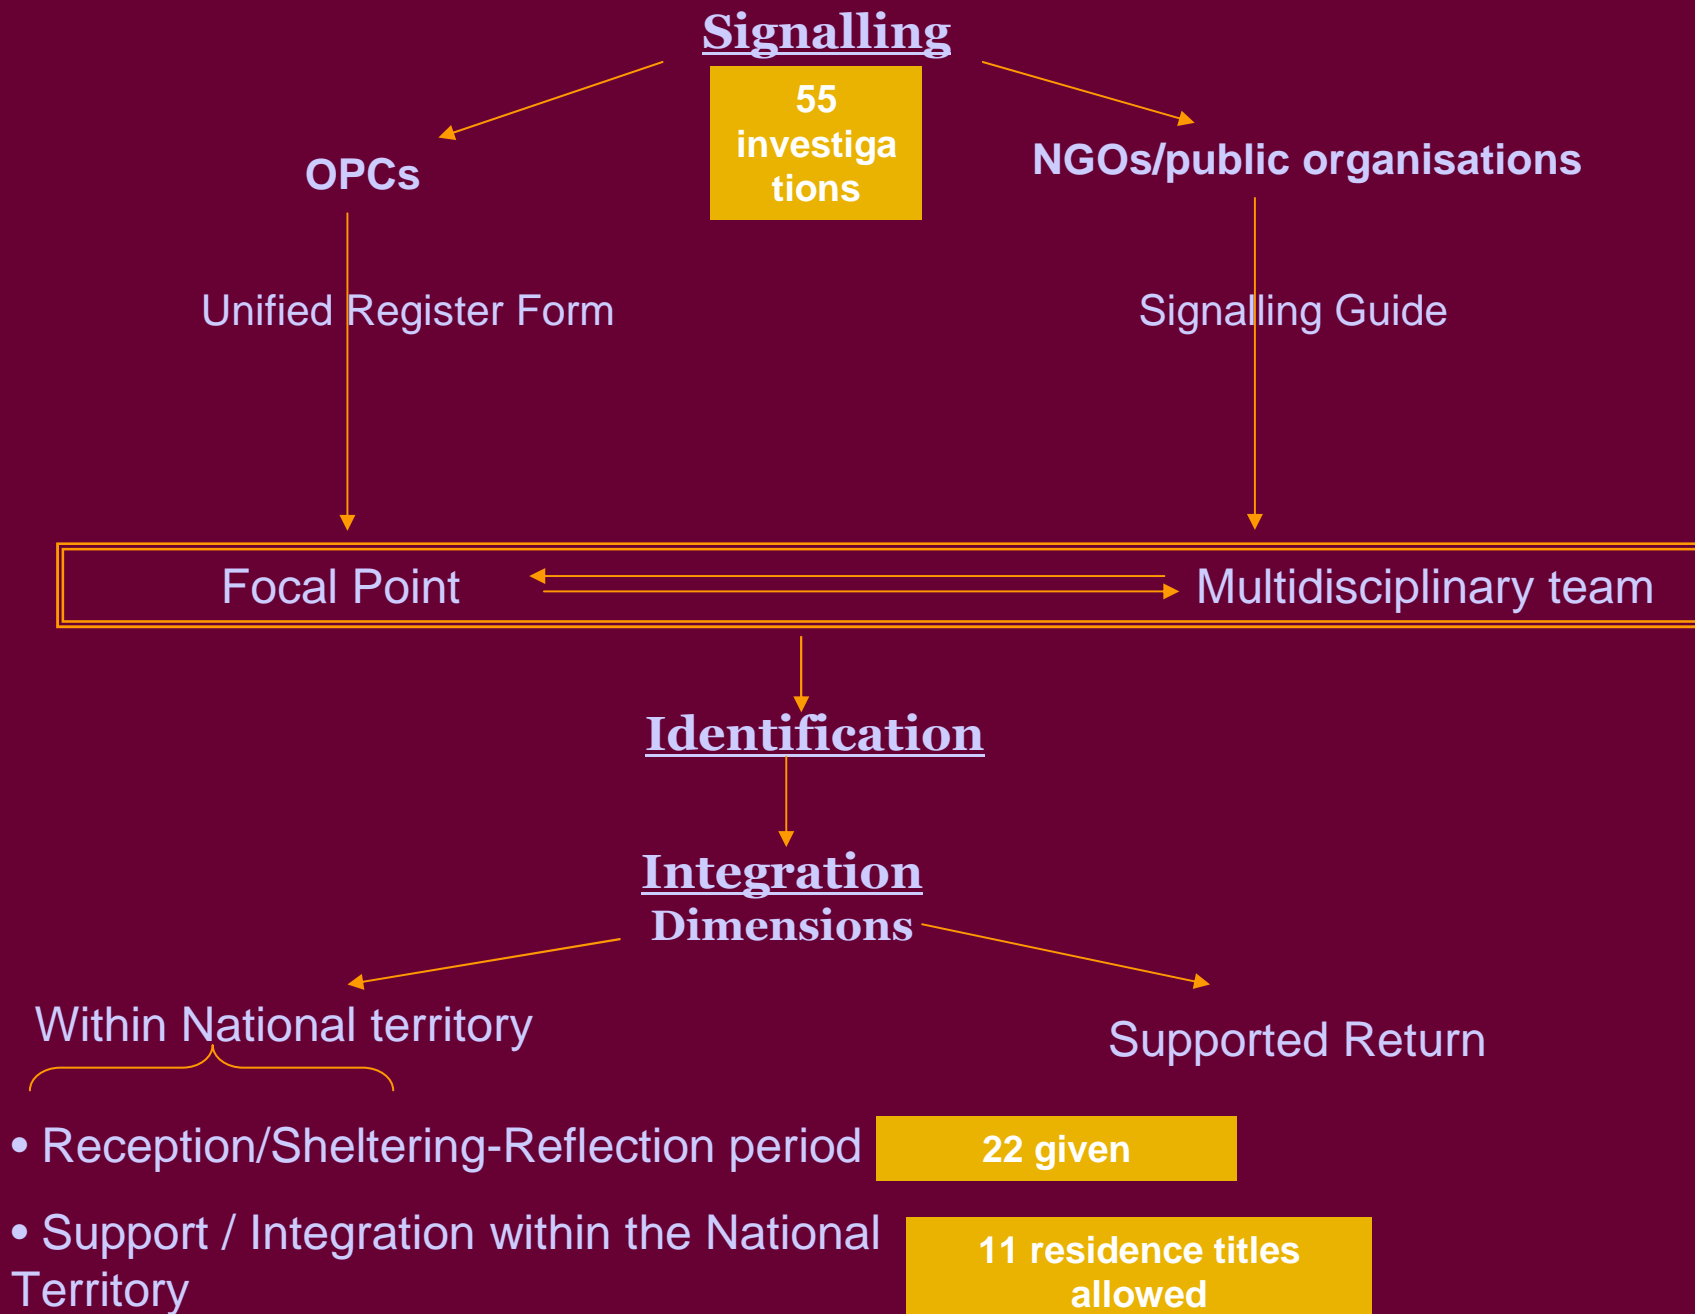 Signalling
55
investiga
tions
OPCs
NGOs/public organisations
Unified Register Form
Signalling Guide
Focal Point
Multidisciplinary team
Identification
Integration
Dimensions
Within National territory
Supported Return
• Reception/Sheltering-Reflection period
22 given
• Support / Integration within the National
Territory
11 residence titles
allowed